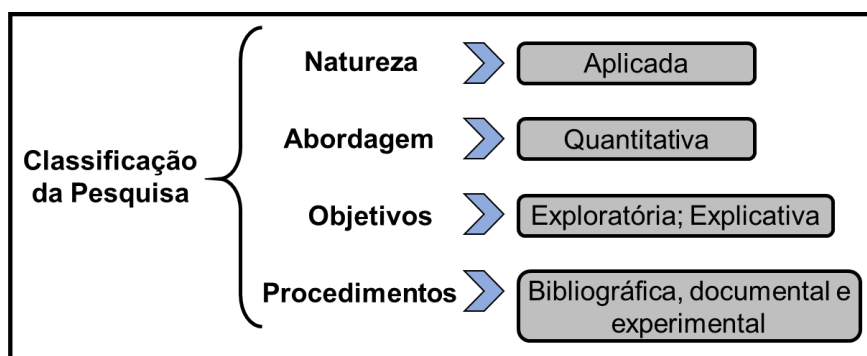 Classificação
da Pesquisa
Natureza
Aplicada
Abordagem
Quantitativa
Objetivos
Exploratória; Explicativa
Procedimentos
Bibliográfica, documental e
experimental